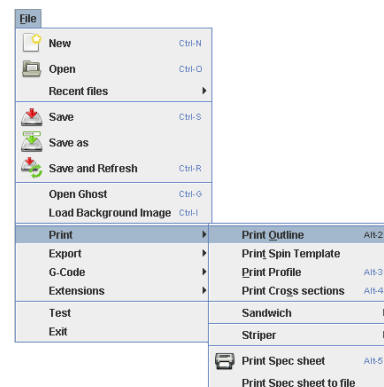 File
New Ctrl-N
Open Ctrl-O
Recent files
Save Ctrl-S
Save as
Save and Refresh Ctrl-R
Open Ghost Ctrl-G
Load Background Image Ctrl-I
Print
Export
G-Code
Extensions
Test
Exit
Print Outline Alt-2
Print Spin Template
Print Profile Alt-3
Print Cross sections Alt-4
Sandwich
Striper
Print Spec sheet Alt-5
Print Spec sheet to file